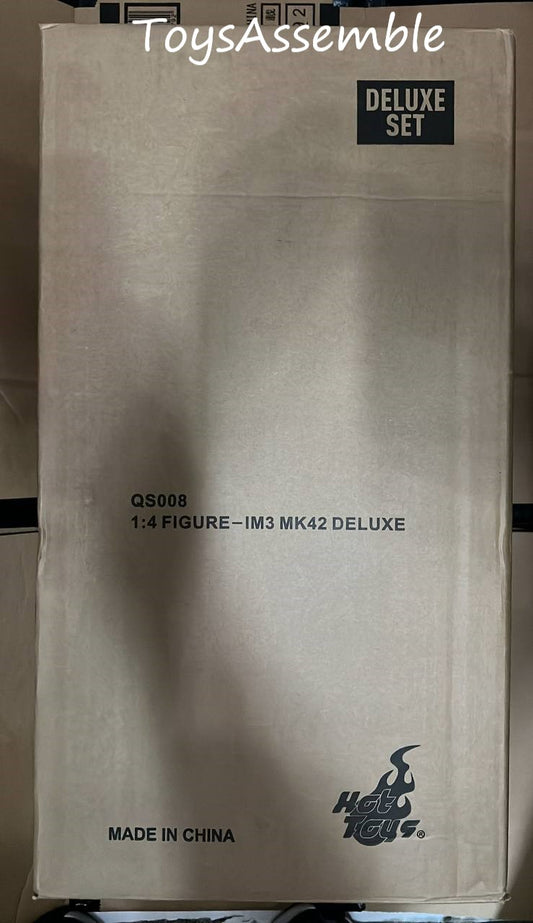 ToysAssemble
DELUXE
SET
QS008
1:4 FIGURE-IM3 MK42 DELUXE
Hot
Toys®
MADE IN CHINA